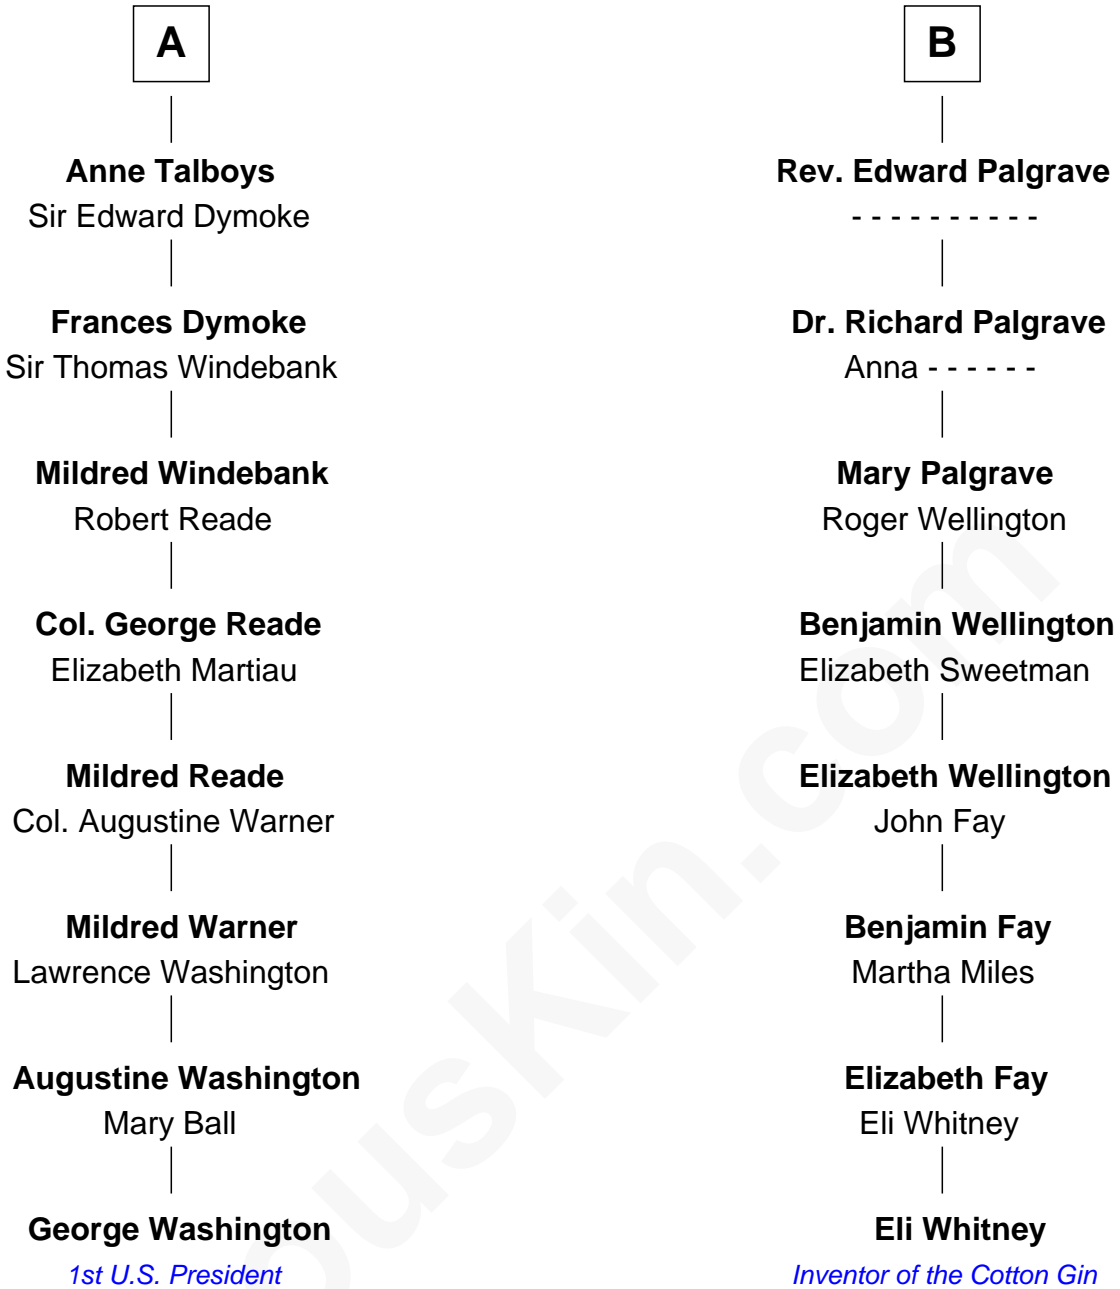 A
Anne Talboys
Sir Edward Dymoke
Frances Dymoke
Sir Thomas Windebank
Mildred Windebank
Robert Reade
Col. George Reade
Elizabeth Martiau
Mildred Reade
Col. Augustine Warner
Mildred Warner
Lawrence Washington
Augustine Washington
Mary Ball
George Washington
1st U.S. President
B
Rev. Edward Palgrave
- - - - - - - - - -
Dr. Richard Palgrave
Anna - - - - - -
Mary Palgrave
Roger Wellington
Benjamin Wellington
Elizabeth Sweetman
Elizabeth Wellington
John Fay
Benjamin Fay
Martha Miles
Elizabeth Fay
Eli Whitney
Eli Whitney
Inventor of the Cotton Gin
ousKin.com